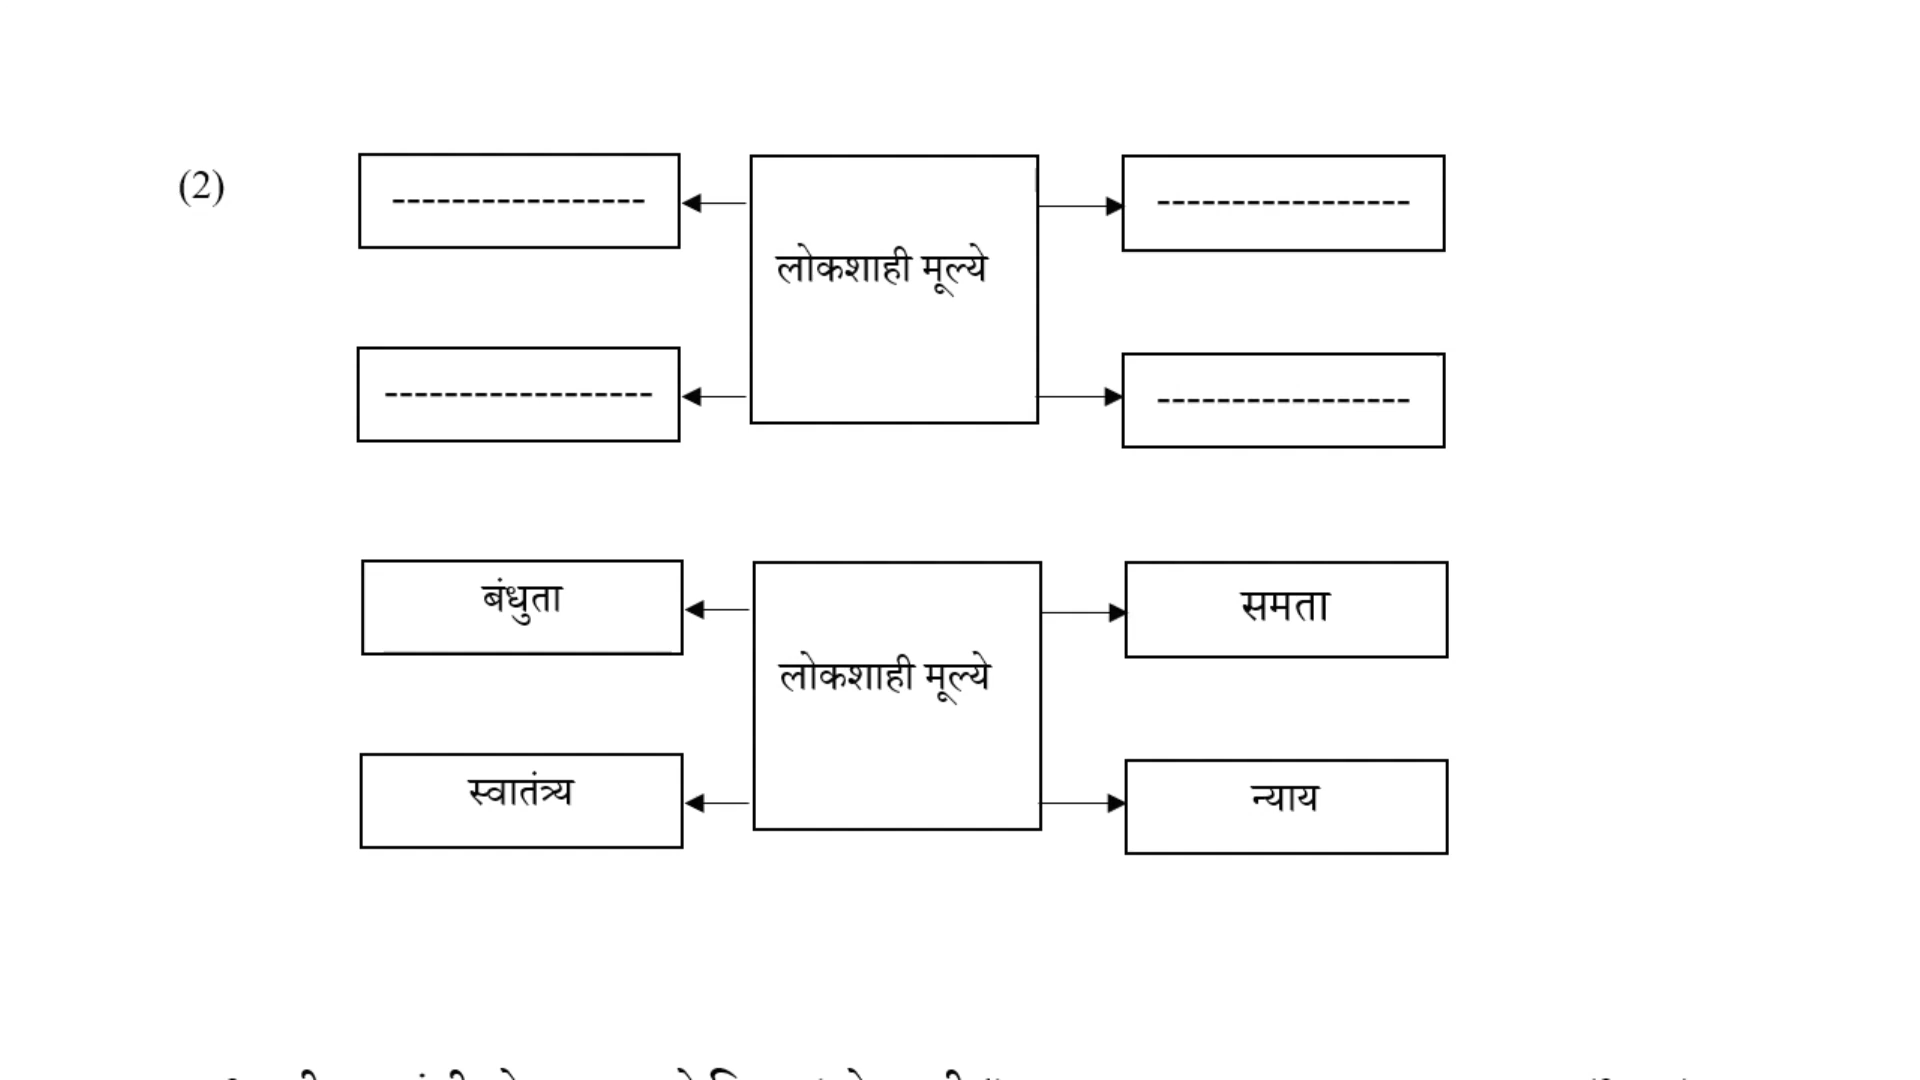 (2)
----------------- -----------------
लोकशाही मूल्ये
------------------ -----------------
बंधुता समता
लोकशाही मूल्ये
स्वातंत्र्य न्याय